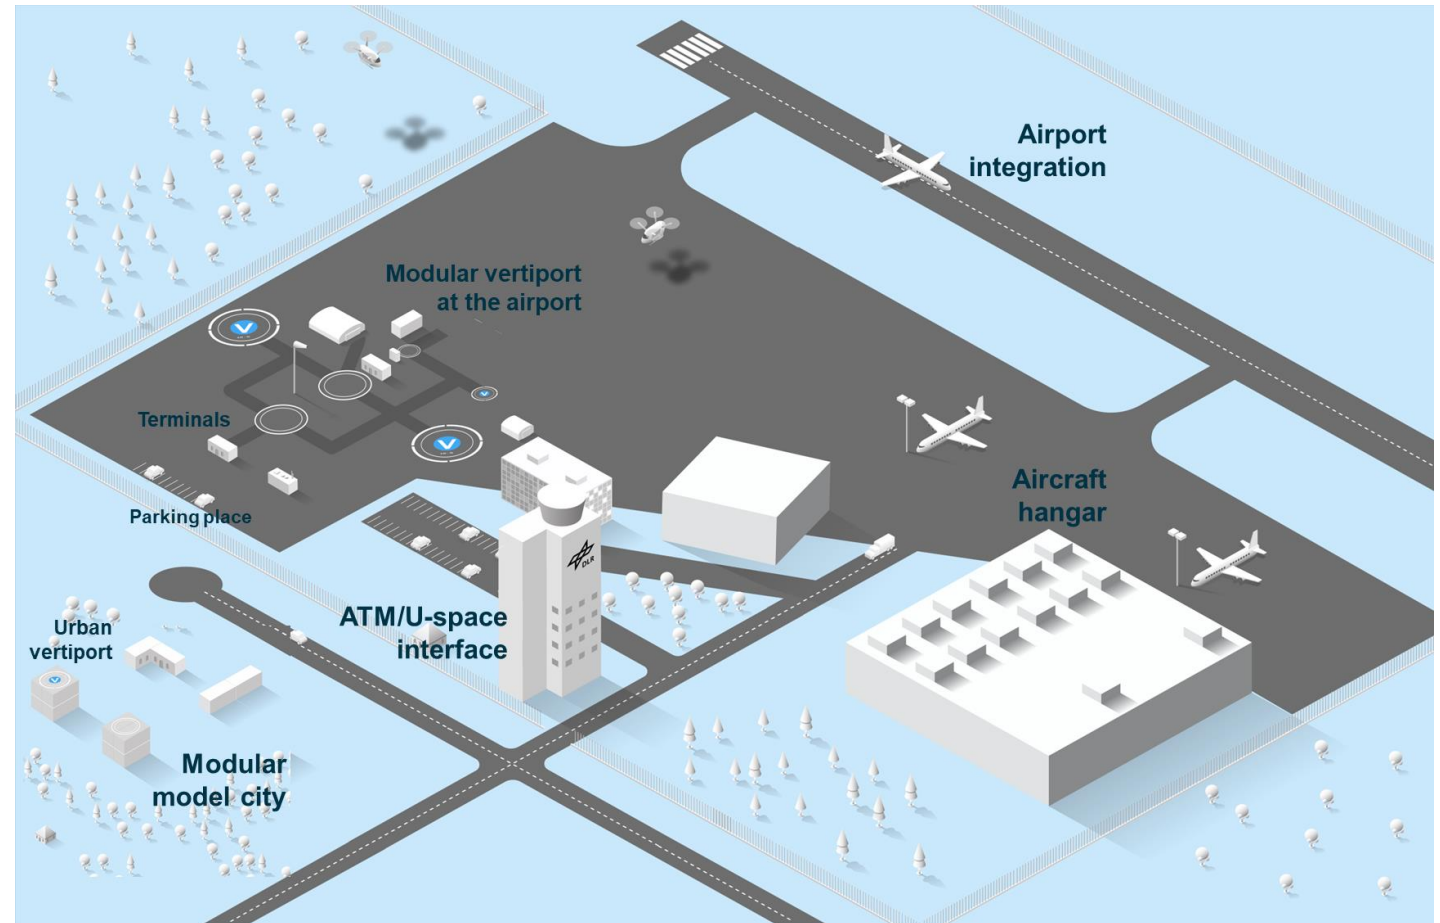 Airport
integration
Modular vertiport
at the airport
Terminals
Aircraft
hangar
Parking place
DLR
ATM/U-space
interface
Urban
vertiport
Modular
model city